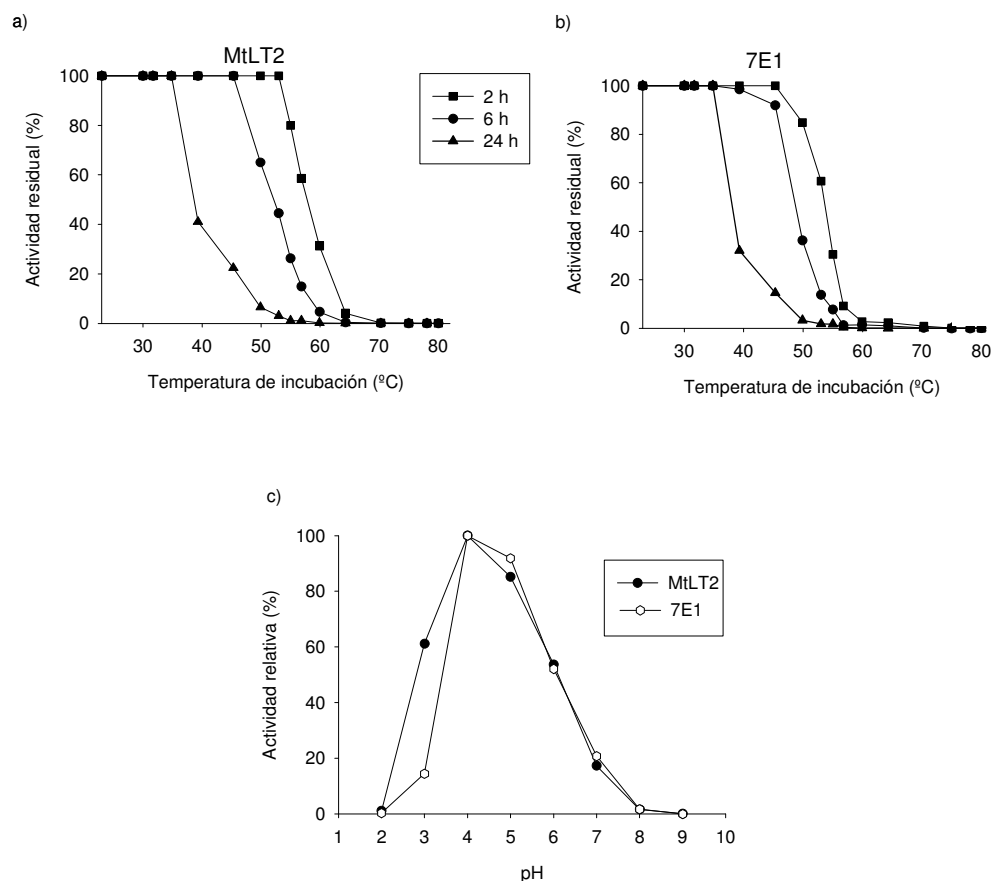 a)
MtLT2
100
80
60
40
20
0
Actividad residual (%)
30 40 50 60 70 80
Temperatura de incubación (ºC)
2 h
6 h
24 h
b)
7E1
100
80
60
40
20
0
Actividad residual (%)
30 40 50 60 70 80
Temperatura de incubación (ºC)
c)
100
80
60
40
20
0
Actividad relativa (%)
1 2 3 4 5 6 7 8 9 10
pH
MtLT2
7E1